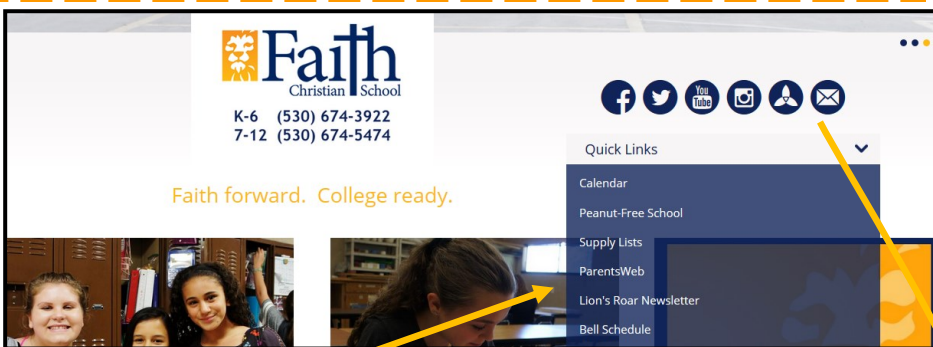 Faith
Christian School
K-6 (530) 674-3922
7-12 (530) 674-5474
You
Tube
Quick Links
Faith forward. College ready.
Calendar
Peanut-Free School
Supply Lists
ParentsWeb
Lion's Roar Newsletter
Bell Schedule